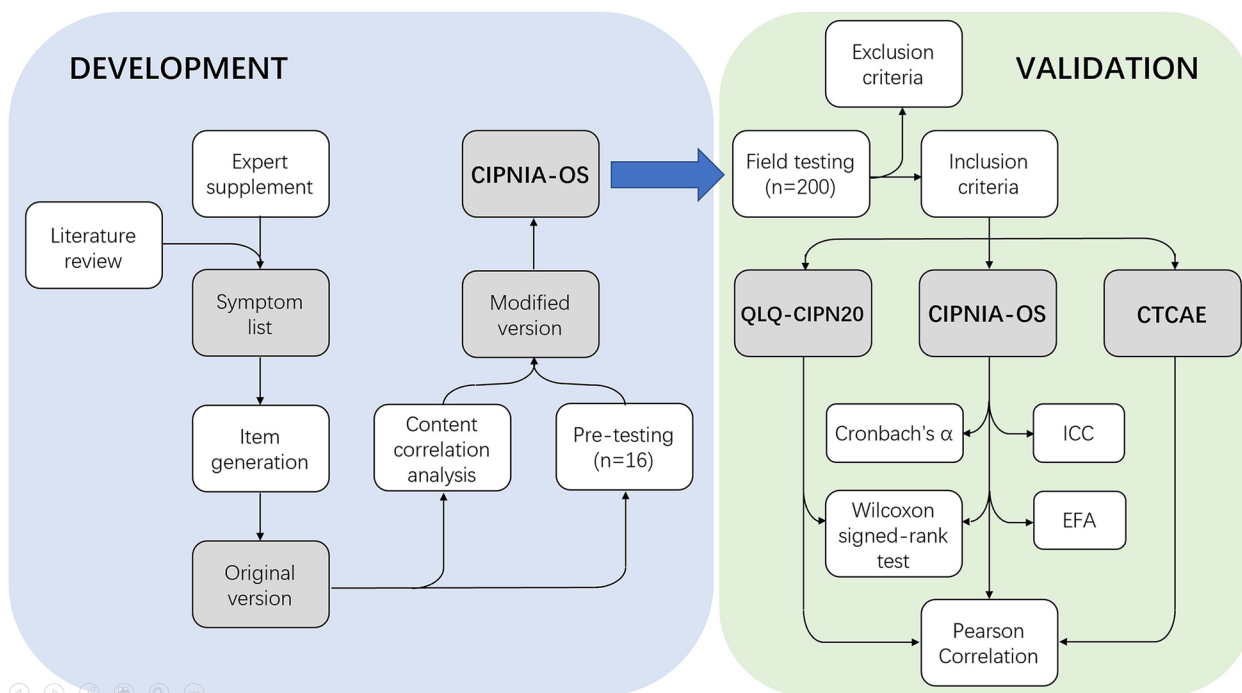 DEVELOPMENT
Expert
supplement
Literature
review
Symptom
list
Item
generation
Original
version
Content
correlation
analysis
Pre-testing
(n=16)
Modified
version
CIPNIA-OS
VALIDATION
Field testing
(n=200)
Exclusion
criteria
Inclusion
criteria
QLQ-CIPN20
CIPNIA-OS
CTCAE
Cronbach's α
ICC
Wilcoxon
signed-rank
test
EFA
Pearson
Correlation